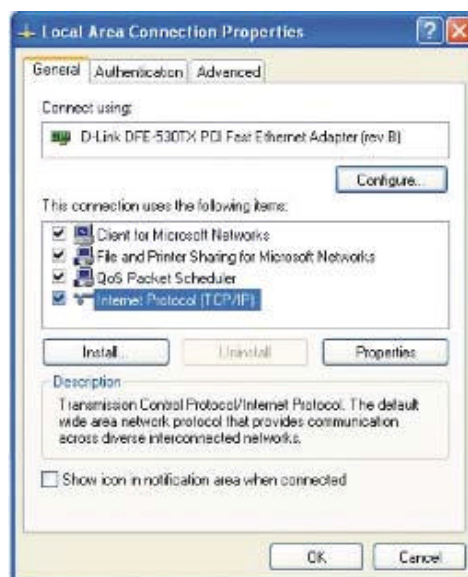 Local Area Connection Properties
General Authentication Advanced
Connect using:
D-Link DFE-530TX PCI Fast Ethernet Adapter (rev B)
Configure...
This connection uses the following items:
Client for Microsoft Networks
File and Printer Sharing for Microsoft Networks
QoS Packet Scheduler
Internet Protocol (TCP/IP)
Install... Uninstall Properties
Description
Transmission Control Protocol/Internet Protocol. The default
wide area network protocol that provides communication
across diverse interconnected networks.
Show icon in notification area when connected
OK Cancel